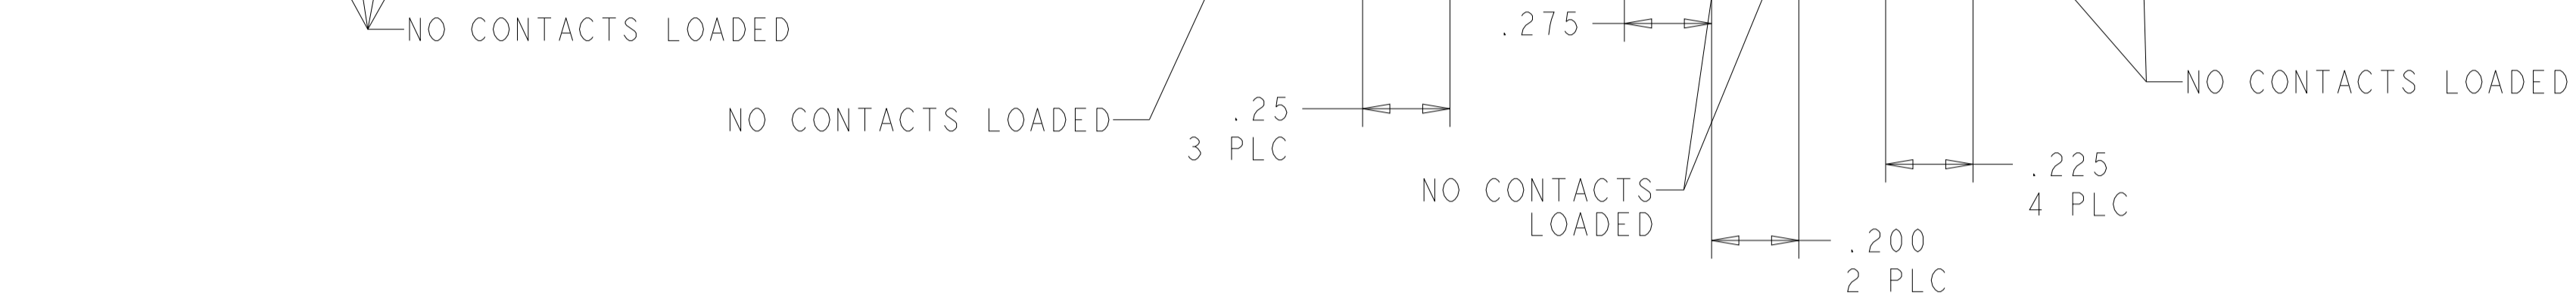 NO CONTACTS LOADED
.275
NO CONTACTS LOADED
NO CONTACTS LOADED
.25
3 PLC
NO CONTACTS
LOADED
.225
4 PLC
.200
2 PLC